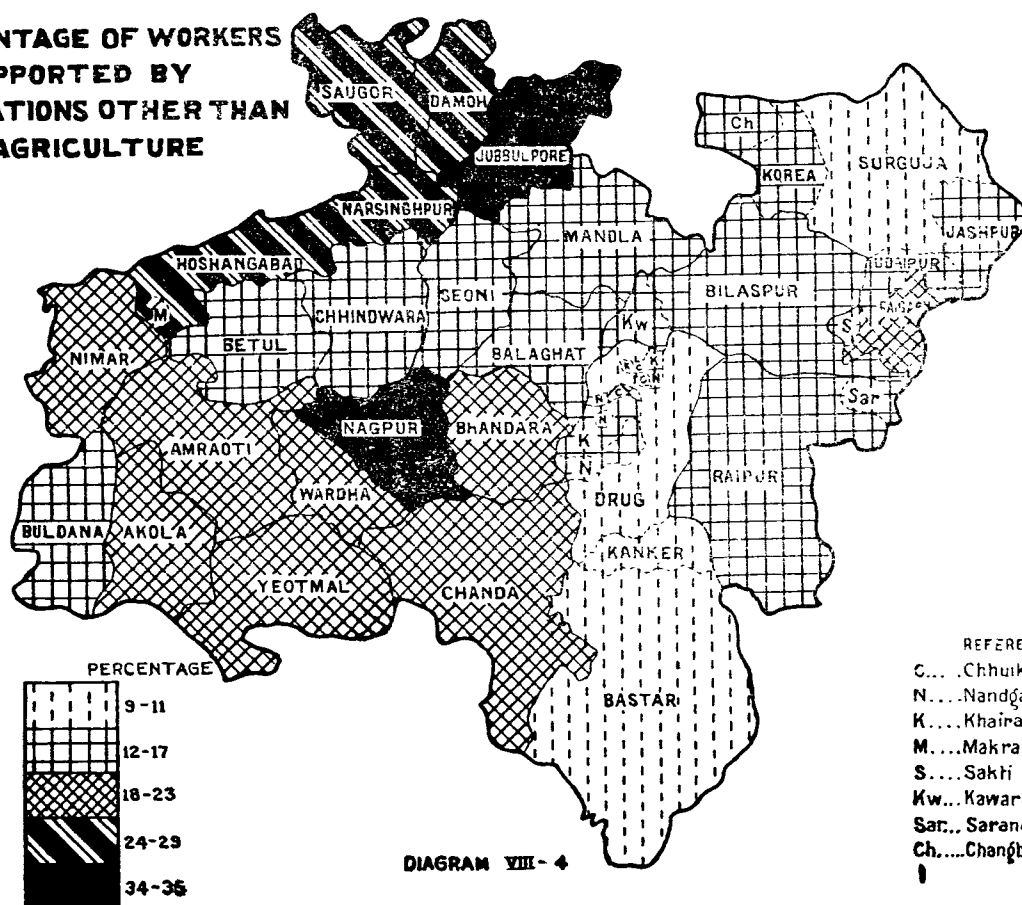 NTAGE OF WORKERS
PPORTED BY
ATIONS OTHER THAN
AGRICULTURE
SAUGOR
DAMOH
JUBBULPORE
Ch
KOREA
SURGUJA
JASHPUR
UDAIPUR
NARSINGHPUR
MANDLA
HOSHANGABAD
SEONI
BILASPUR
M
CHHINDWARA
Kw
S
NIMAR
BETUL
BALAGHAT
Sar
NAGPUR
BHANDARA
AMRAOTI
K
N
RAIPUR
WARDHA
DRUG
BULDANA
AKOLA
KANKER
YEOTMAL
CHANDA
BASTAR
PERCENTAGE
9-11
12-17
18-23
24-29
34-35
DIAGRAM VIII-4
REFERE
C....Chhuik
N....Nandga
K....Khaira
M....Makra
S....Sakti
Kw...Kawar
Sar...Saran
Ch.....Changb